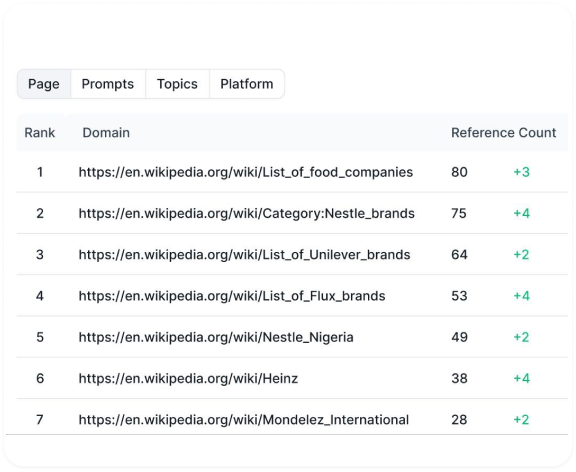 Page Prompts Topics Platform
Rank Domain Reference Count
1 https://en.wikipedia.org/wiki/List_of_food_companies 80 +3
2 https://en.wikipedia.org/wiki/Category:Nestle_brands 75 +4
3 https://en.wikipedia.org/wiki/List_of_Unilever_brands 64 +2
4 https://en.wikipedia.org/wiki/List_of_Flux_brands 53 +4
5 https://en.wikipedia.org/wiki/Nestle_Nigeria 49 +2
6 https://en.wikipedia.org/wiki/Heinz 38 +4
7 https://en.wikipedia.org/wiki/Mondelez_International 28 +2